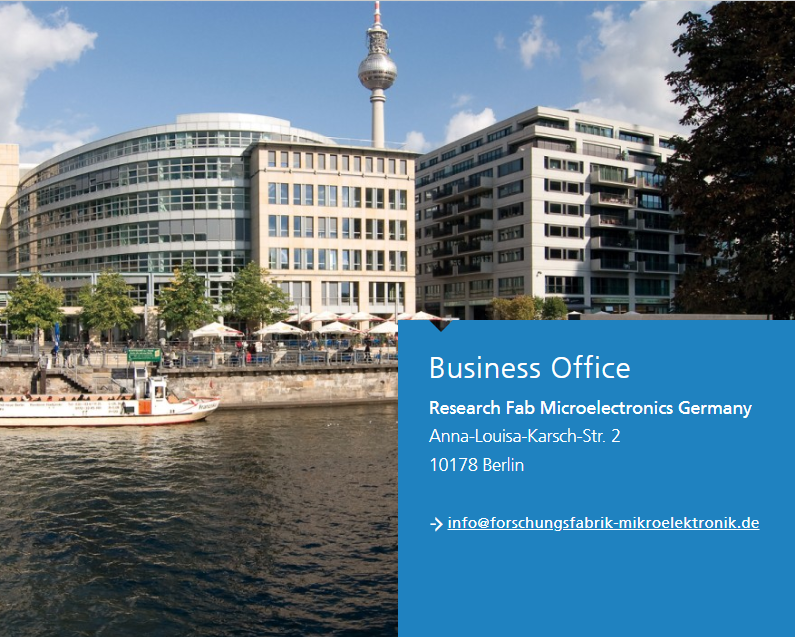 Business Office
Research Fab Microelectronics Germany
Anna-Louisa-Karsch-Str. 2
10178 Berlin
→ info@forschungsfabrik-mikroelektronik.de